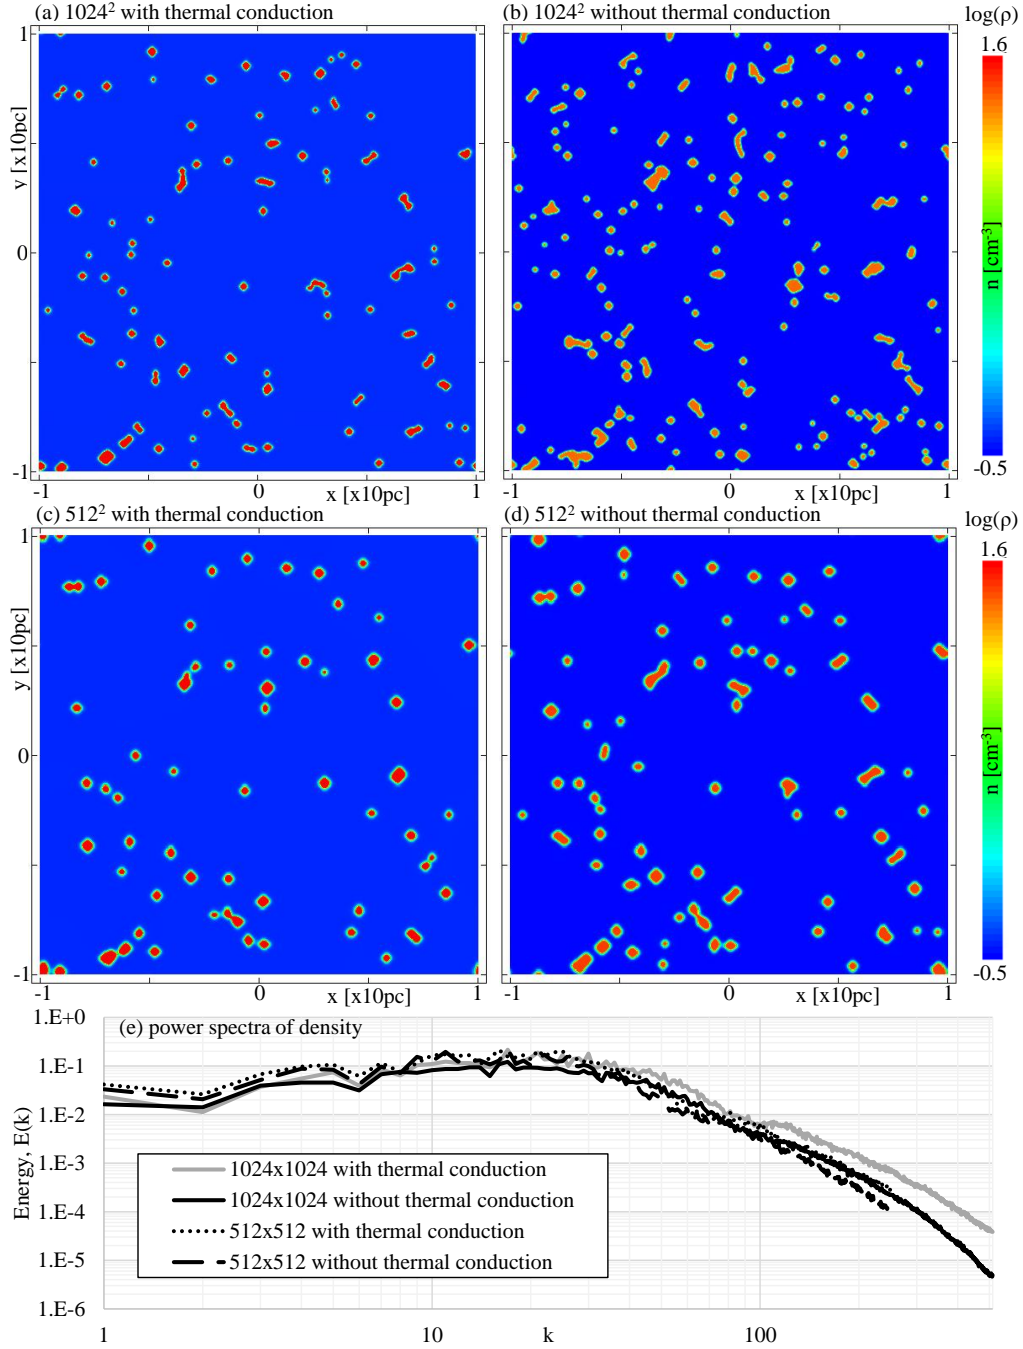 (a) 1024² with thermal conduction
(b) 1024² without thermal conduction
log(ρ)
1.6
1
0
-1
y [x10pc]
-1
0
1
x [x10pc]
-1
0
1
x [x10pc]
n [cm⁻³]
-0.5
(c) 512² with thermal conduction
(d) 512² without thermal conduction
log(ρ)
1.6
1
0
-1
y [x10pc]
-1
0
1
x [x10pc]
-1
0
1
x [x10pc]
n [cm⁻³]
-0.5
(e) power spectra of density
1.E+0
1.E-1
1.E-2
1.E-3
1.E-4
1.E-5
1.E-6
Energy, E(k)
1024x1024 with thermal conduction
1024x1024 without thermal conduction
512x512 with thermal conduction
512x512 without thermal conduction
1
10
k
100